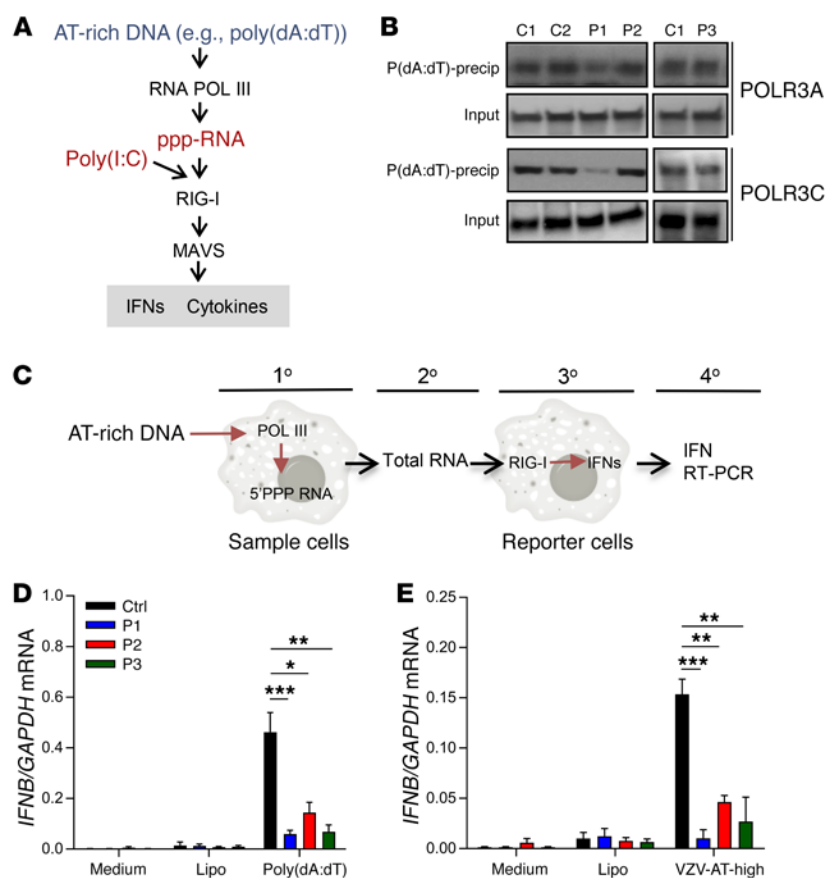 A
AT-rich DNA (e.g., poly(dA:dT))
RNA POL III
ppp-RNA
Poly(I:C)
RIG-I
MAVS
IFNs Cytokines
B
C1 C2 P1 P2 C1 P3
P(dA:dT)-precip
Input
POLR3A
P(dA:dT)-precip
Input
POLR3C
C
1º 2º 3º 4º
AT-rich DNA
POL III
5'PPP RNA
Sample cells
Total RNA
RIG-I IFNs
Reporter cells
IFN
RT-PCR
D
IFNB/GAPDH mRNA
1.0
0.8
0.6
0.4
0.2
0.0
Ctrl
P1
P2
P3
**
*
***
Medium Lipo Poly(dA:dT)
E
IFNB/GAPDH mRNA
0.25
0.20
0.15
0.10
0.05
0.00
**
**
***
Medium Lipo VZV-AT-high